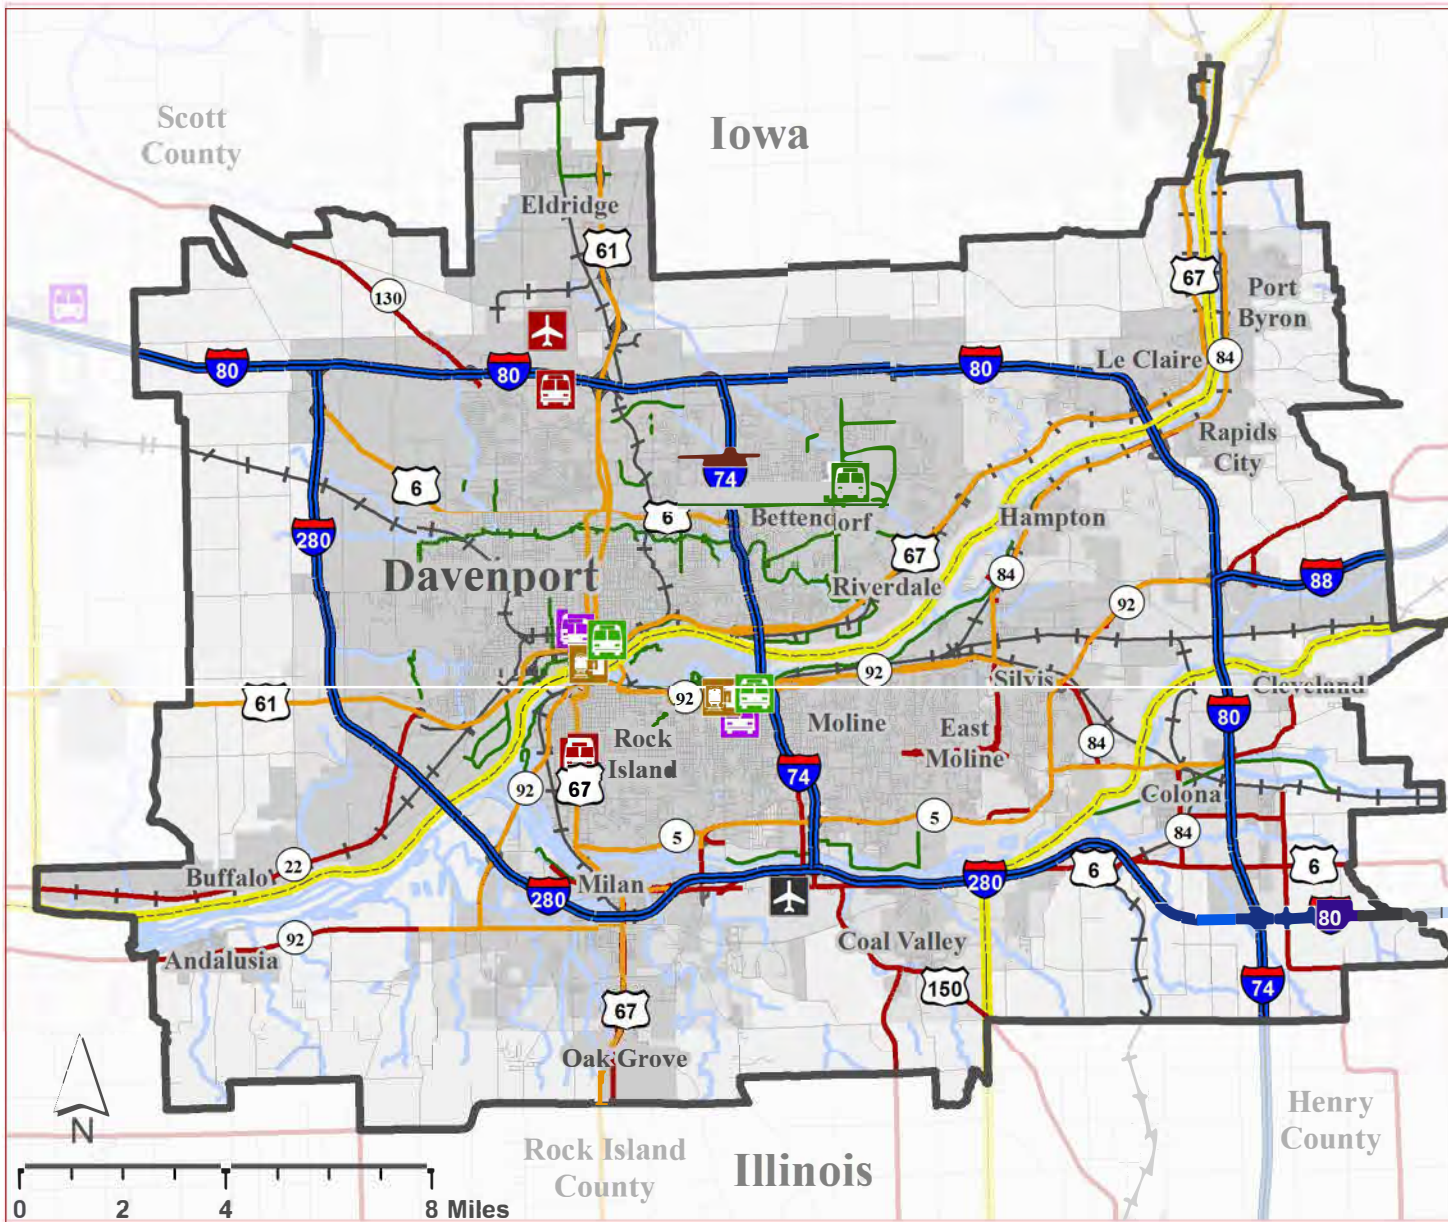 Iowa
Scott
County
Eldridge
61
67
Port
Byron
130
84
Le Claire
80
80
80
Rapids
City
74
6
6
Bettendorf
Hampton
280
67
Davenport
84
88
Riverdale
92
92
Silvis
Cleveland
61
92
80
Moline
East
Moline
Rock
Island
84
74
67
92
Colona
5
5
84
22
6
6
Buffalo
280
Milan
280
80
92
Coal Valley
Andalusia
150
74
67
Oak Grove
N
Henry
County
Rock Island
County
Illinois
0 2 4 8 Miles